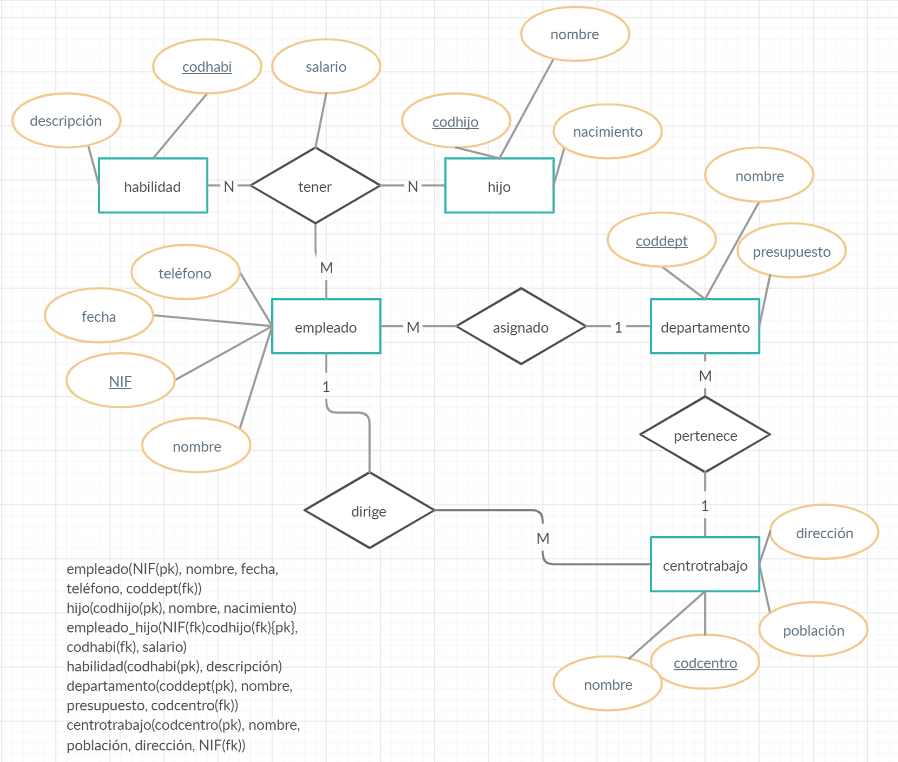 nombre
codhabi
salario
descripción
codhijo
nacimiento
habilidad
N
tener
N
hijo
nombre
coddept
presupuesto
M
teléfono
fecha
empleado
M
asignado
1
departamento
NIF
1
M
nombre
pertenece
1
dirige
M
dirección
centrotrabajo
población
codcentro
nombre
empleado(NIF(pk), nombre, fecha,
teléfono, coddept(fk))
hijo(codhijo(pk), nombre, nacimiento)
empleado_hijo(NIF(fk)codhijo(fk){pk},
codhabi(fk), salario)
habilidad(codhabi(pk), descripción)
departamento(coddept(pk), nombre,
presupuesto, codcentro(fk))
centrotrabajo(codcentro(pk), nombre,
población, dirección, NIF(fk))